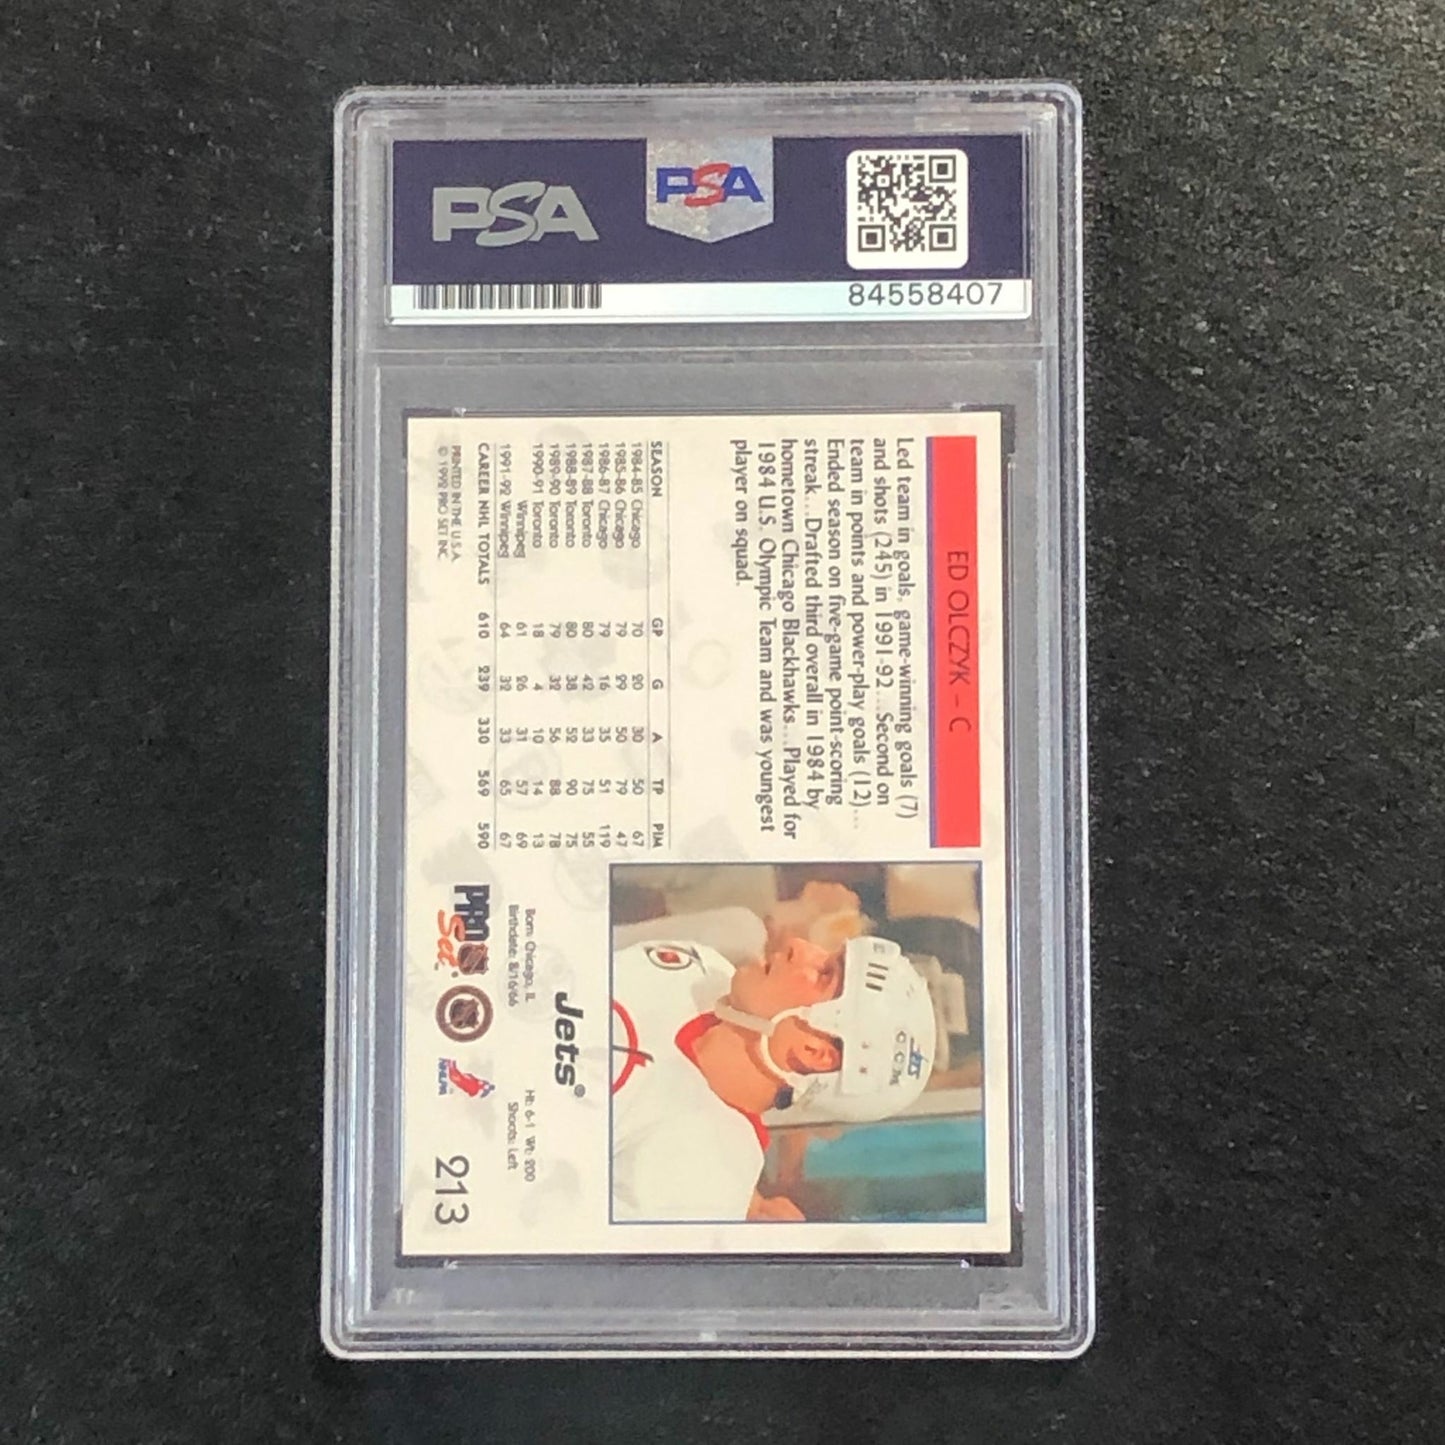 PSA
PSA
84558407
ED OLCZYK – C
Led team in goals, game-winning goals (7)
and shots (245) in 1991-92...Second on
team in points and power-play goals (12)...
Ended season on five-game point-scoring
streak...Drafted third overall in 1984 by
hometown Chicago Blackhawks...Played for
1984 U.S. Olympic Team and was youngest
player on squad.
SEASON GP G A TP PIM
1984-85 Chicago 70 20 30 50 67
1985-86 Chicago 79 29 50 79 47
1986-87 Chicago 79 16 35 51 119
1987-88 Toronto 80 42 33 75 55
1988-89 Toronto 80 38 52 90 75
1989-90 Toronto 79 32 56 88 78
1990-91 Toronto 18 4 10 14 13
Winnipeg 61 26 31 57 69
1991-92 Winnipeg 64 32 33 65 67
CAREER NHL TOTALS 610 239 330 569 590
PRINTED IN THE U.S.A.
© 1992 PRO SET INC.
Jets®
Born: Chicago, IL Ht: 6-1 Wt: 200
Birthdate: 8/16/66 Shoots: Left
PRO Set NHLPA 213
CCM